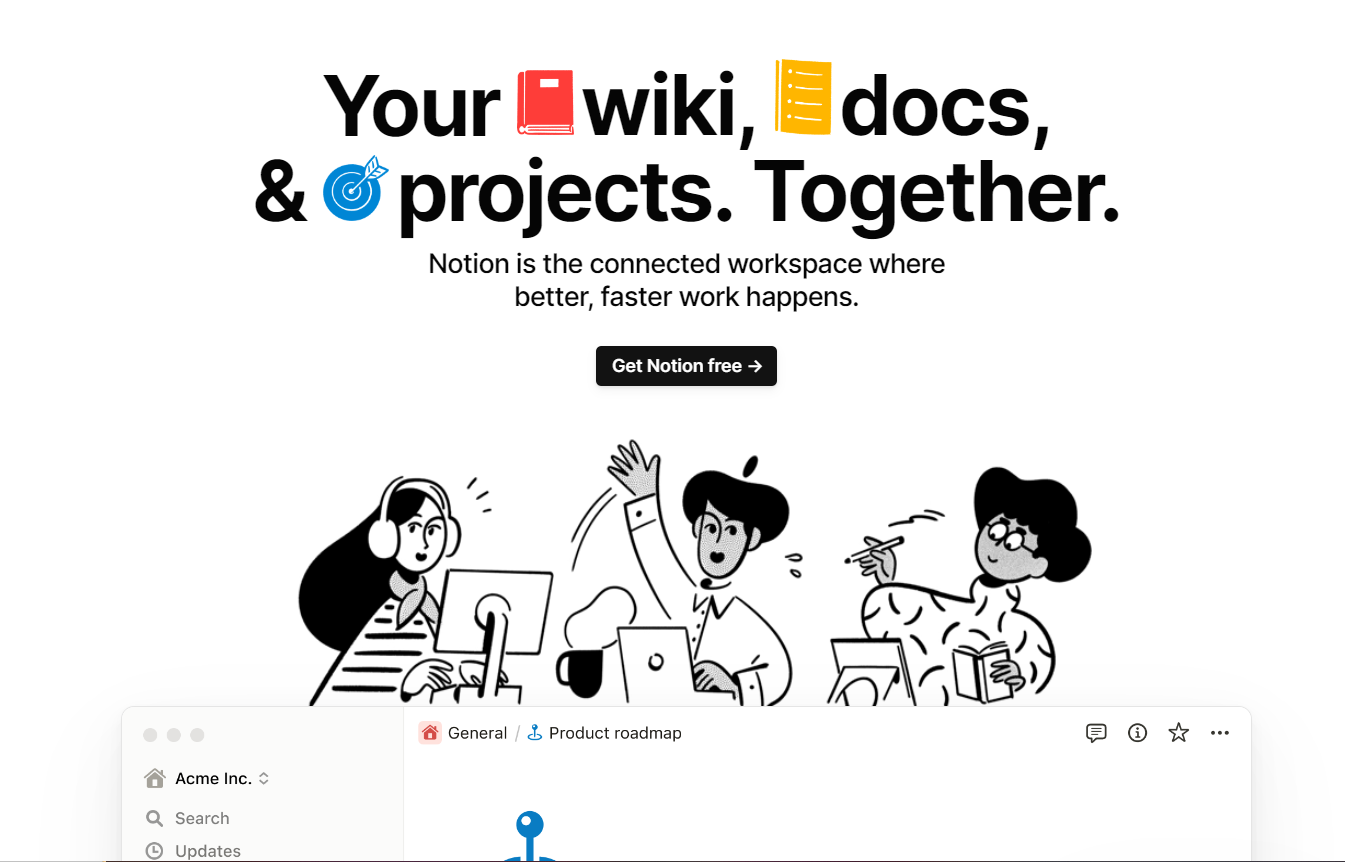 Your wiki, docs,
& projects. Together.
Notion is the connected workspace where
better, faster work happens.
Get Notion free →
General / Product roadmap
Acme Inc.
Search
Updates